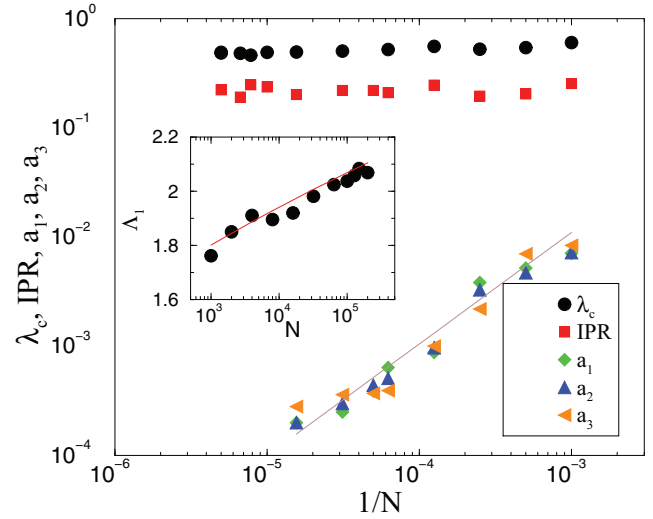 10^0
10^-1
10^-2
10^-3
10^-4
λ_c, IPR, a_1, a_2, a_3
2.2
2
1.8
1.6
Λ_1
10^3 10^4 10^5
N
λ_c
IPR
a_1
a_2
a_3
10^-6 10^-5 10^-4 10^-3
1/N